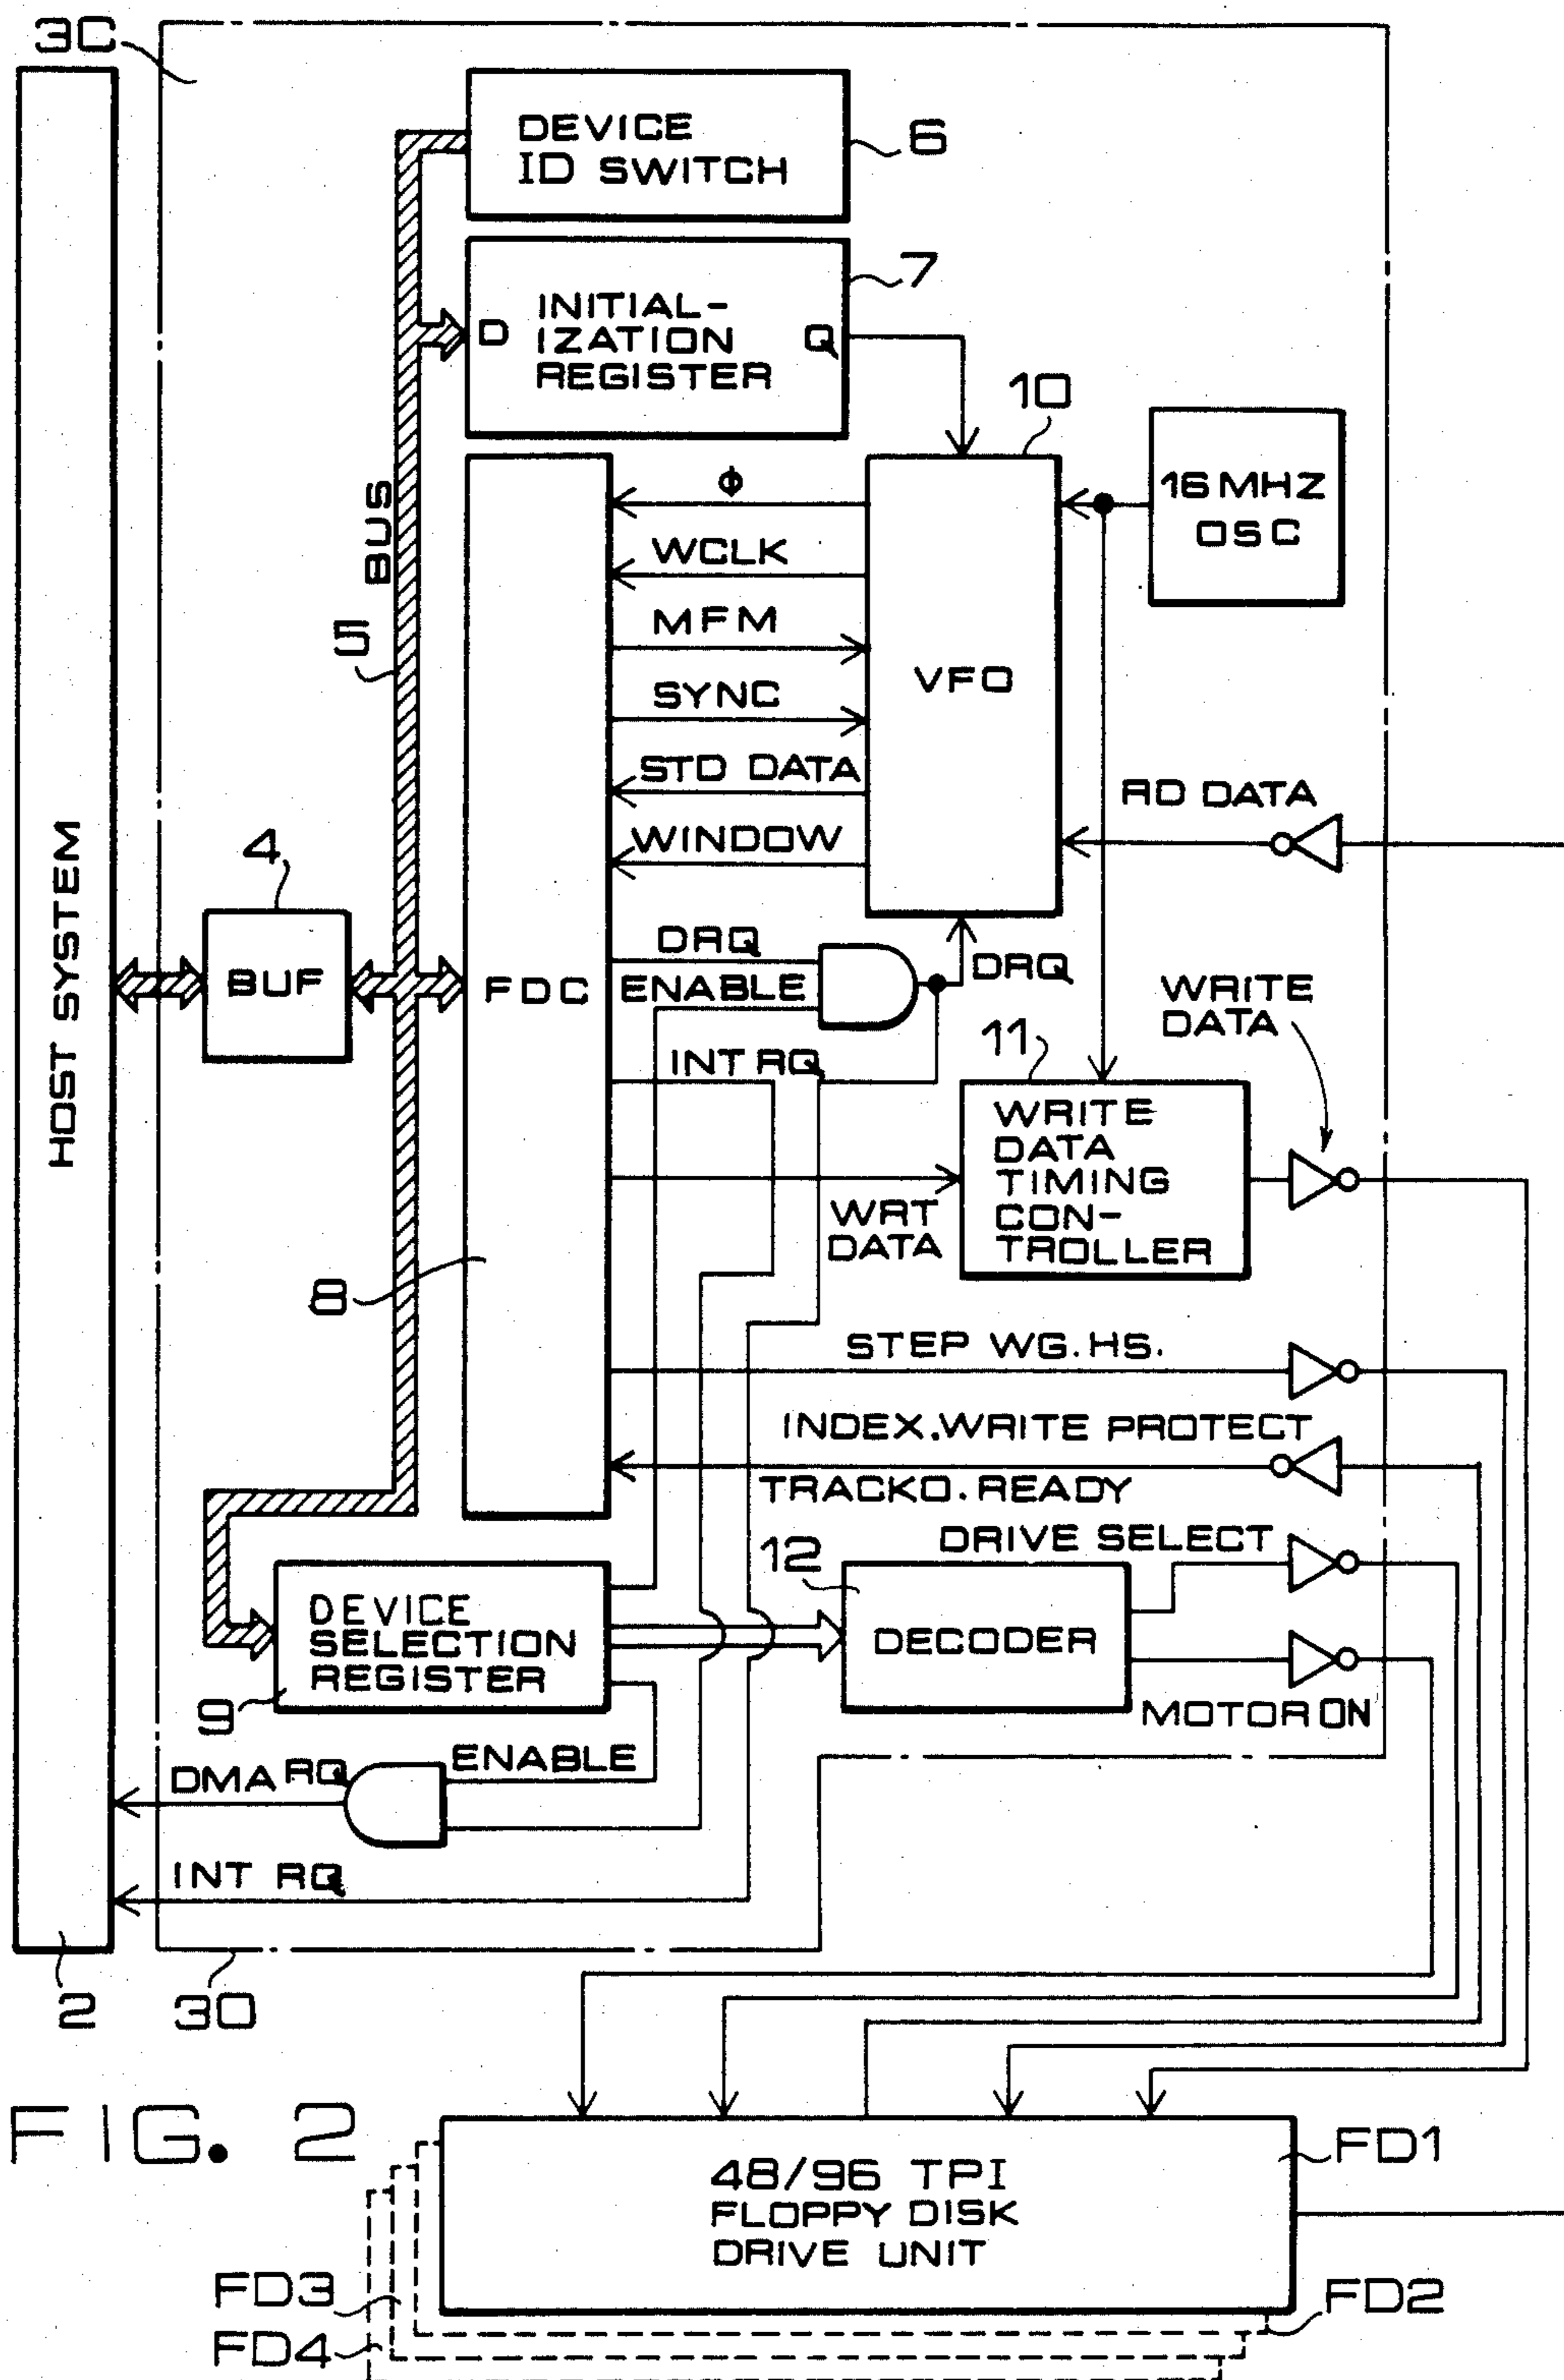 3C
DEVICE
ID SWITCH
6
D
INITIAL-
IZATION
REGISTER
Q
7
10
16 MHZ
OSC
BUS
5
ϕ
WCLK
MFM
SYNC
STD DATA
WINDOW
VFO
RD DATA
HOST SYSTEM
4
BUF
FDC
DRQ
ENABLE
DRQ
INT RQ
11
WRITE
DATA
WRITE
DATA
TIMING
CON-
TROLLER
WRT
DATA
8
STEP WG.HS.
INDEX.WRITE PROTECT
TRACKO.READY
DRIVE SELECT
12
DEVICE
SELECTION
REGISTER
DECODER
9
MOTOR ON
ENABLE
DMA RQ
INT RQ
2
30
FIG. 2
48/96 TPI
FLOPPY DISK
DRIVE UNIT
FD1
FD3
FD2
FD4